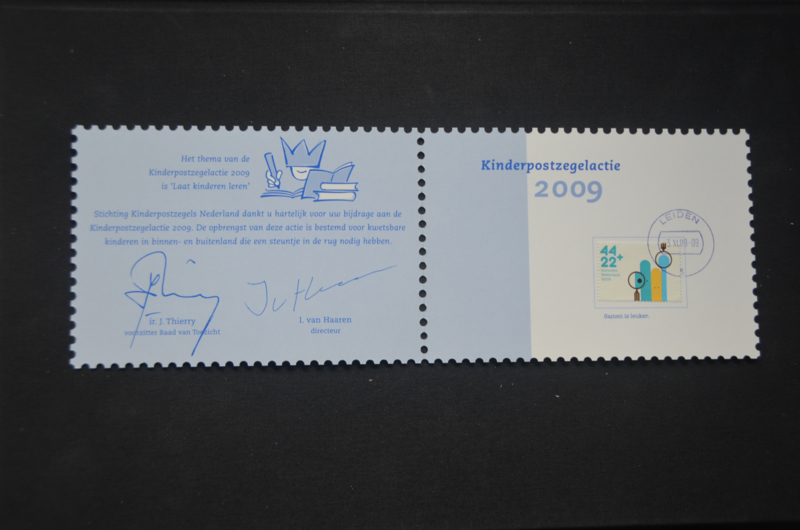 Het thema van de
Kinderpostzegelactie 2009
is 'Laat kinderen leren'
Stichting Kinderpostzegels Nederland dankt u hartelijk voor uw bijdrage aan de
Kinderpostzegelactie 2009. De opbrengst van deze actie is bestemd voor kwetsbare
kinderen in binnen- en buitenland die een steuntje in de rug nodig hebben.
ir. J. Thierry
voorzitter Raad van Toezicht
I. van Haaren
directeur
Kinderpostzegelactie
2009
LEIDEN
44
22+